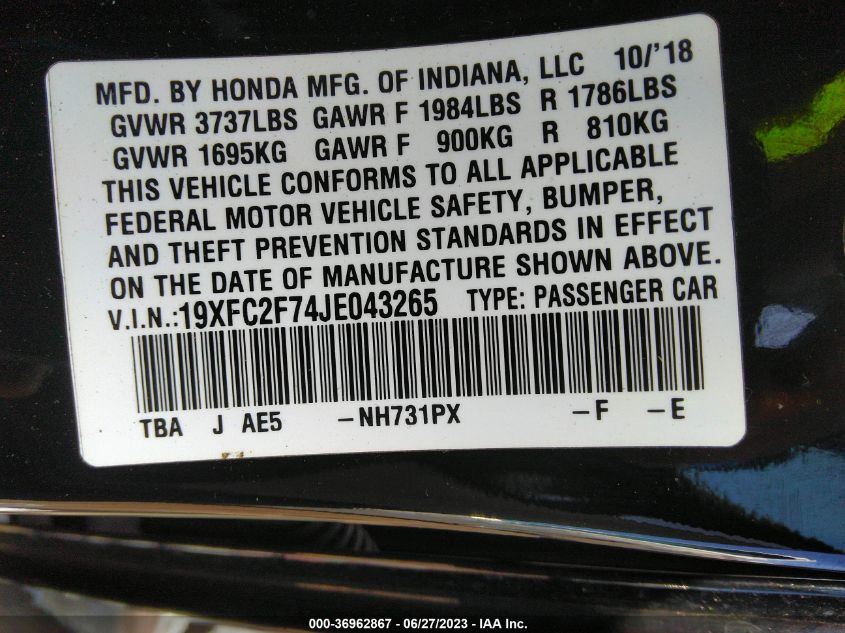 MFD. BY HONDA MFG. OF INDIANA, LLC 10/'18
GVWR 3737LBS GAWR F 1984LBS R 1786LBS
GVWR 1695KG GAWR F 900KG R 810KG
THIS VEHICLE CONFORMS TO ALL APPLICABLE
FEDERAL MOTOR VEHICLE SAFETY, BUMPER,
AND THEFT PREVENTION STANDARDS IN EFFECT
ON THE DATE OF MANUFACTURE SHOWN ABOVE.
V.I.N.:19XFC2F74JE043265 TYPE: PASSENGER CAR
TBA J AE5 -NH731PX -F -E
000-36962867 - 06/27/2023 - IAA Inc.